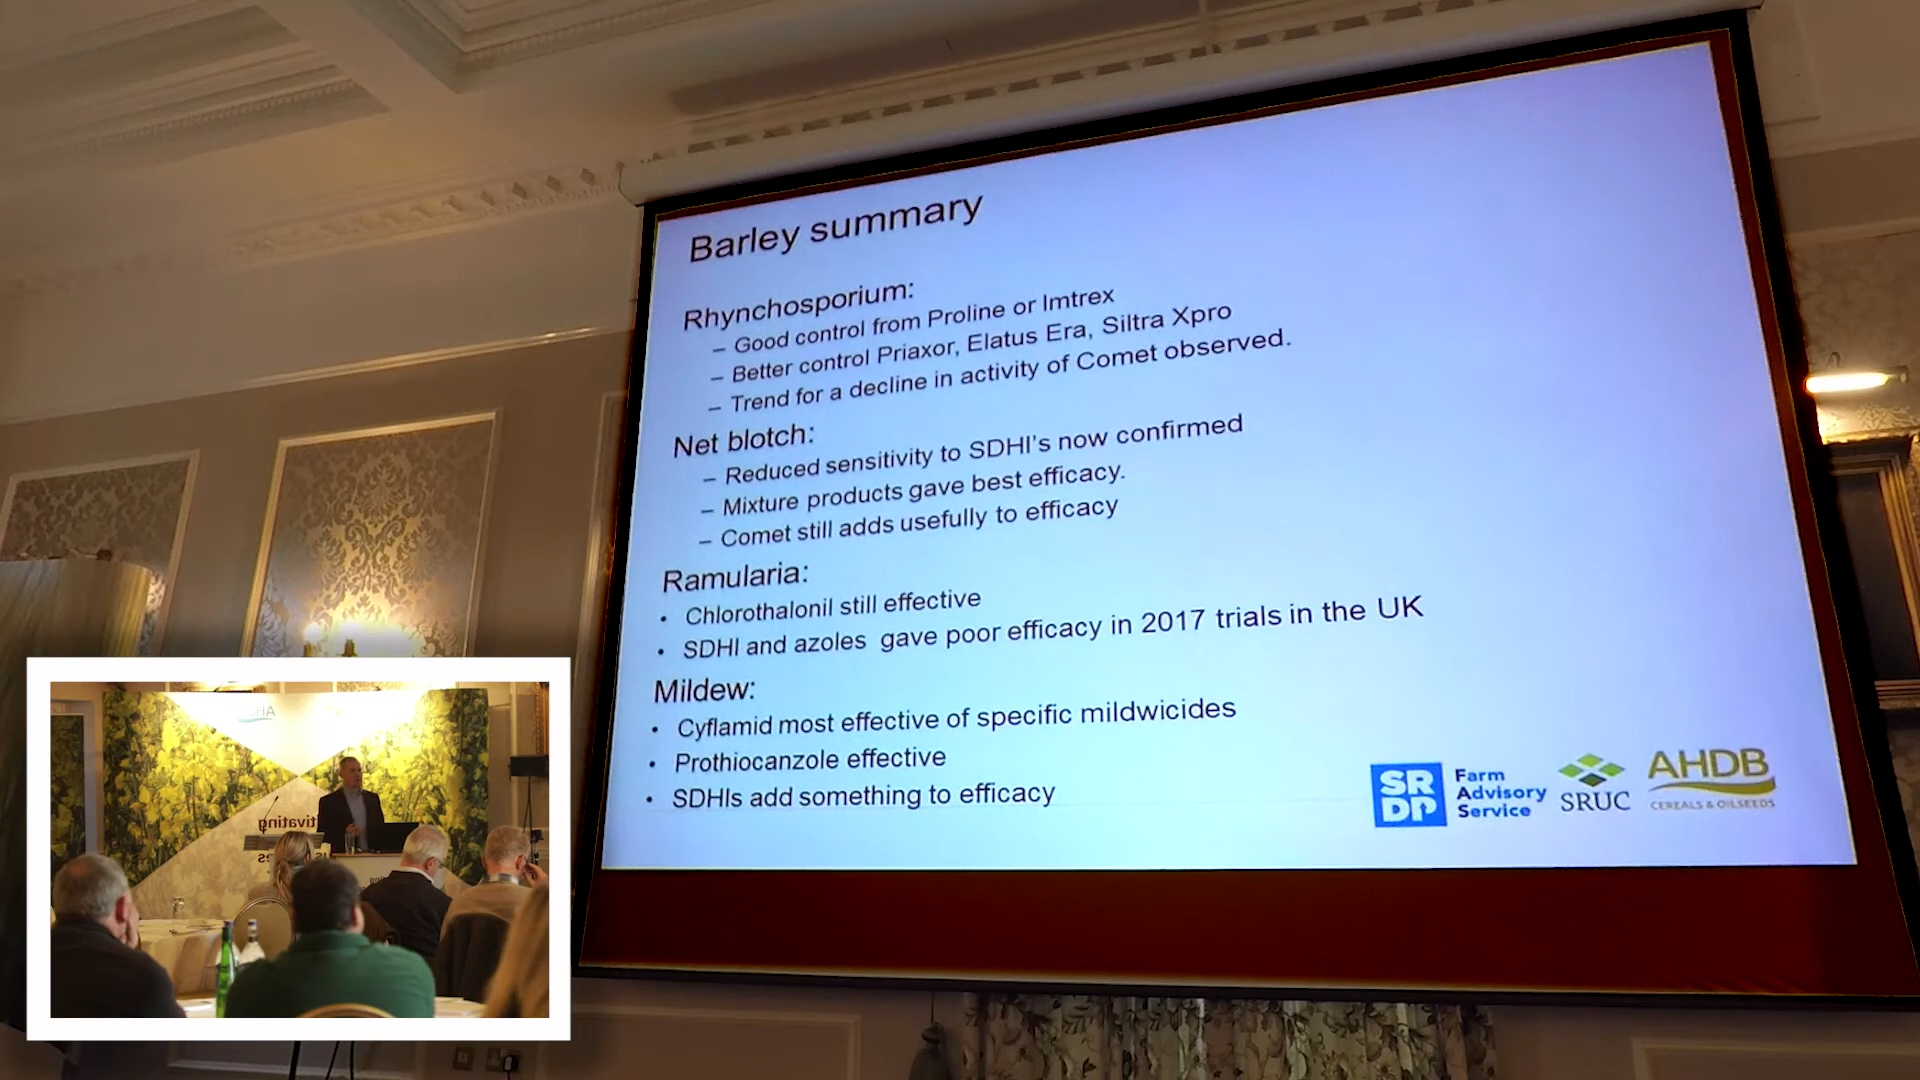 Barley summary
Rhynchosporium:
– Good control from Proline or Imtrex
– Better control Priaxor, Elatus Era, Siltra Xpro
– Trend for a decline in activity of Comet observed.
Net blotch:
– Reduced sensitivity to SDHI's now confirmed
– Mixture products gave best efficacy.
– Comet still adds usefully to efficacy
Ramularia:
• Chlorothalonil still effective
• SDHI and azoles gave poor efficacy in 2017 trials in the UK
Mildew:
• Cyflamid most effective of specific mildwicides
• Prothiocanzole effective
• SDHIs add something to efficacy
SRDP Farm Advisory Service
SRUC
AHDB
CEREALS & OILSEEDS